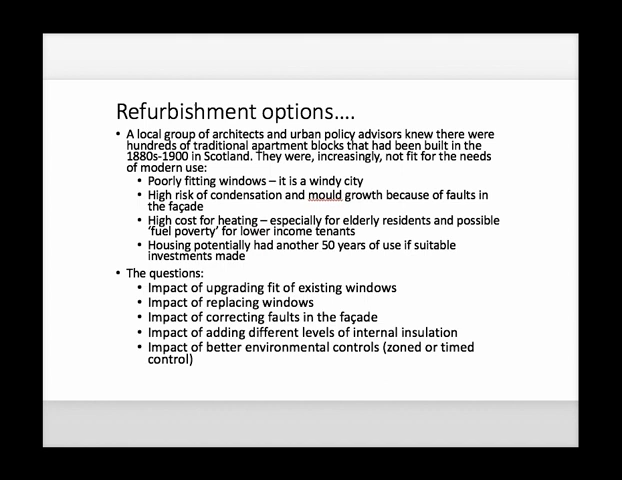 Refurbishment options....
• A local group of architects and urban policy advisors knew there were
hundreds of traditional apartment blocks that had been built in the
1880s-1900 in Scotland. They were, increasingly, not fit for the needs
of modern use:
• Poorly fitting windows – it is a windy city
• High risk of condensation and mould growth because of faults in
the façade
• High cost for heating – especially for elderly residents and possible
‘fuel poverty’ for lower income tenants
• Housing potentially had another 50 years of use if suitable
investments made
• The questions:
• Impact of upgrading fit of existing windows
• Impact of replacing windows
• Impact of correcting faults in the façade
• Impact of adding different levels of internal insulation
• Impact of better environmental controls (zoned or timed
control)